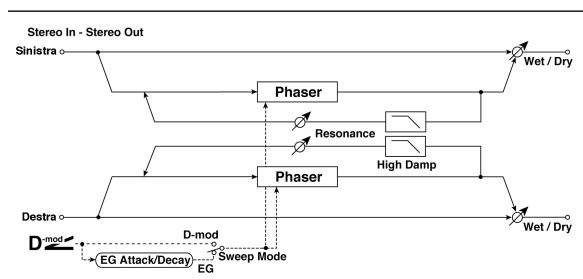 Stereo In - Stereo Out
Sinistra
Wet / Dry
Phaser
Resonance
High Damp
Phaser
Destra
Wet / Dry
D-mod
D-mod
EG Attack/Decay
EG
Sweep Mode